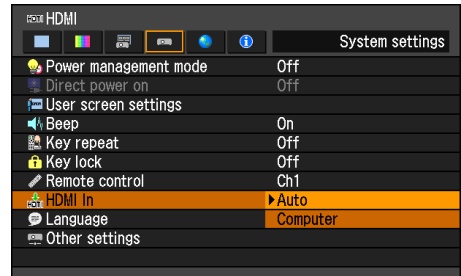 HDMI
System settings
Power management mode Off
Direct power on Off
User screen settings
Beep On
Key repeat Off
Key lock Off
Remote control Ch1
HDMI In Auto
Language Computer
Other settings